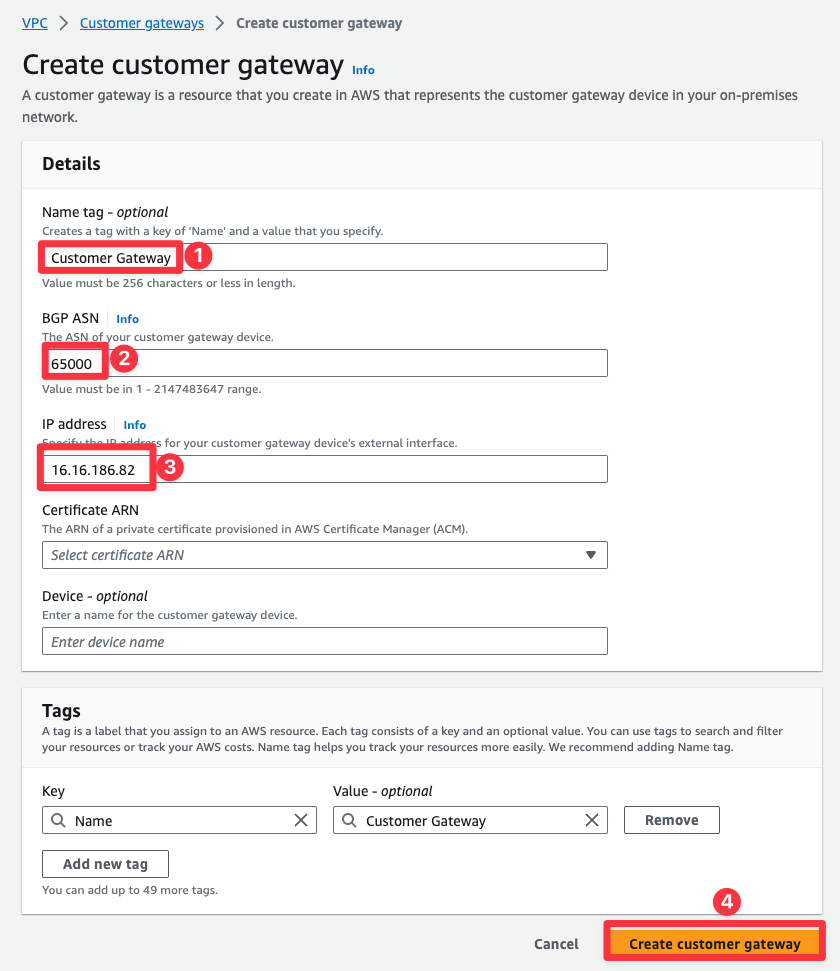 VPC > Customer gateways > Create customer gateway
Create customer gateway Info
A customer gateway is a resource that you create in AWS that represents the customer gateway device in your on-premises
network.
Details
Name tag - optional
Creates a tag with a key of 'Name' and a value that you specify.
Customer Gateway 1
Value must be 256 characters or less in length.
BGP ASN Info
The ASN of your customer gateway device.
65000 2
Value must be in 1 - 2147483647 range.
IP address Info
Specify the IP address for your customer gateway device's external interface.
16.16.186.82 3
Certificate ARN
The ARN of a private certificate provisioned in AWS Certificate Manager (ACM).
Select certificate ARN
Device - optional
Enter a name for the customer gateway device.
Enter device name
Tags
A tag is a label that you assign to an AWS resource. Each tag consists of a key and an optional value. You can use tags to search and filter
your resources or track your AWS costs. Name tag helps you track your resources more easily. We recommend adding Name tag.
Key Value - optional
Name Customer Gateway Remove
Add new tag
You can add up to 49 more tags.
4
Cancel Create customer gateway